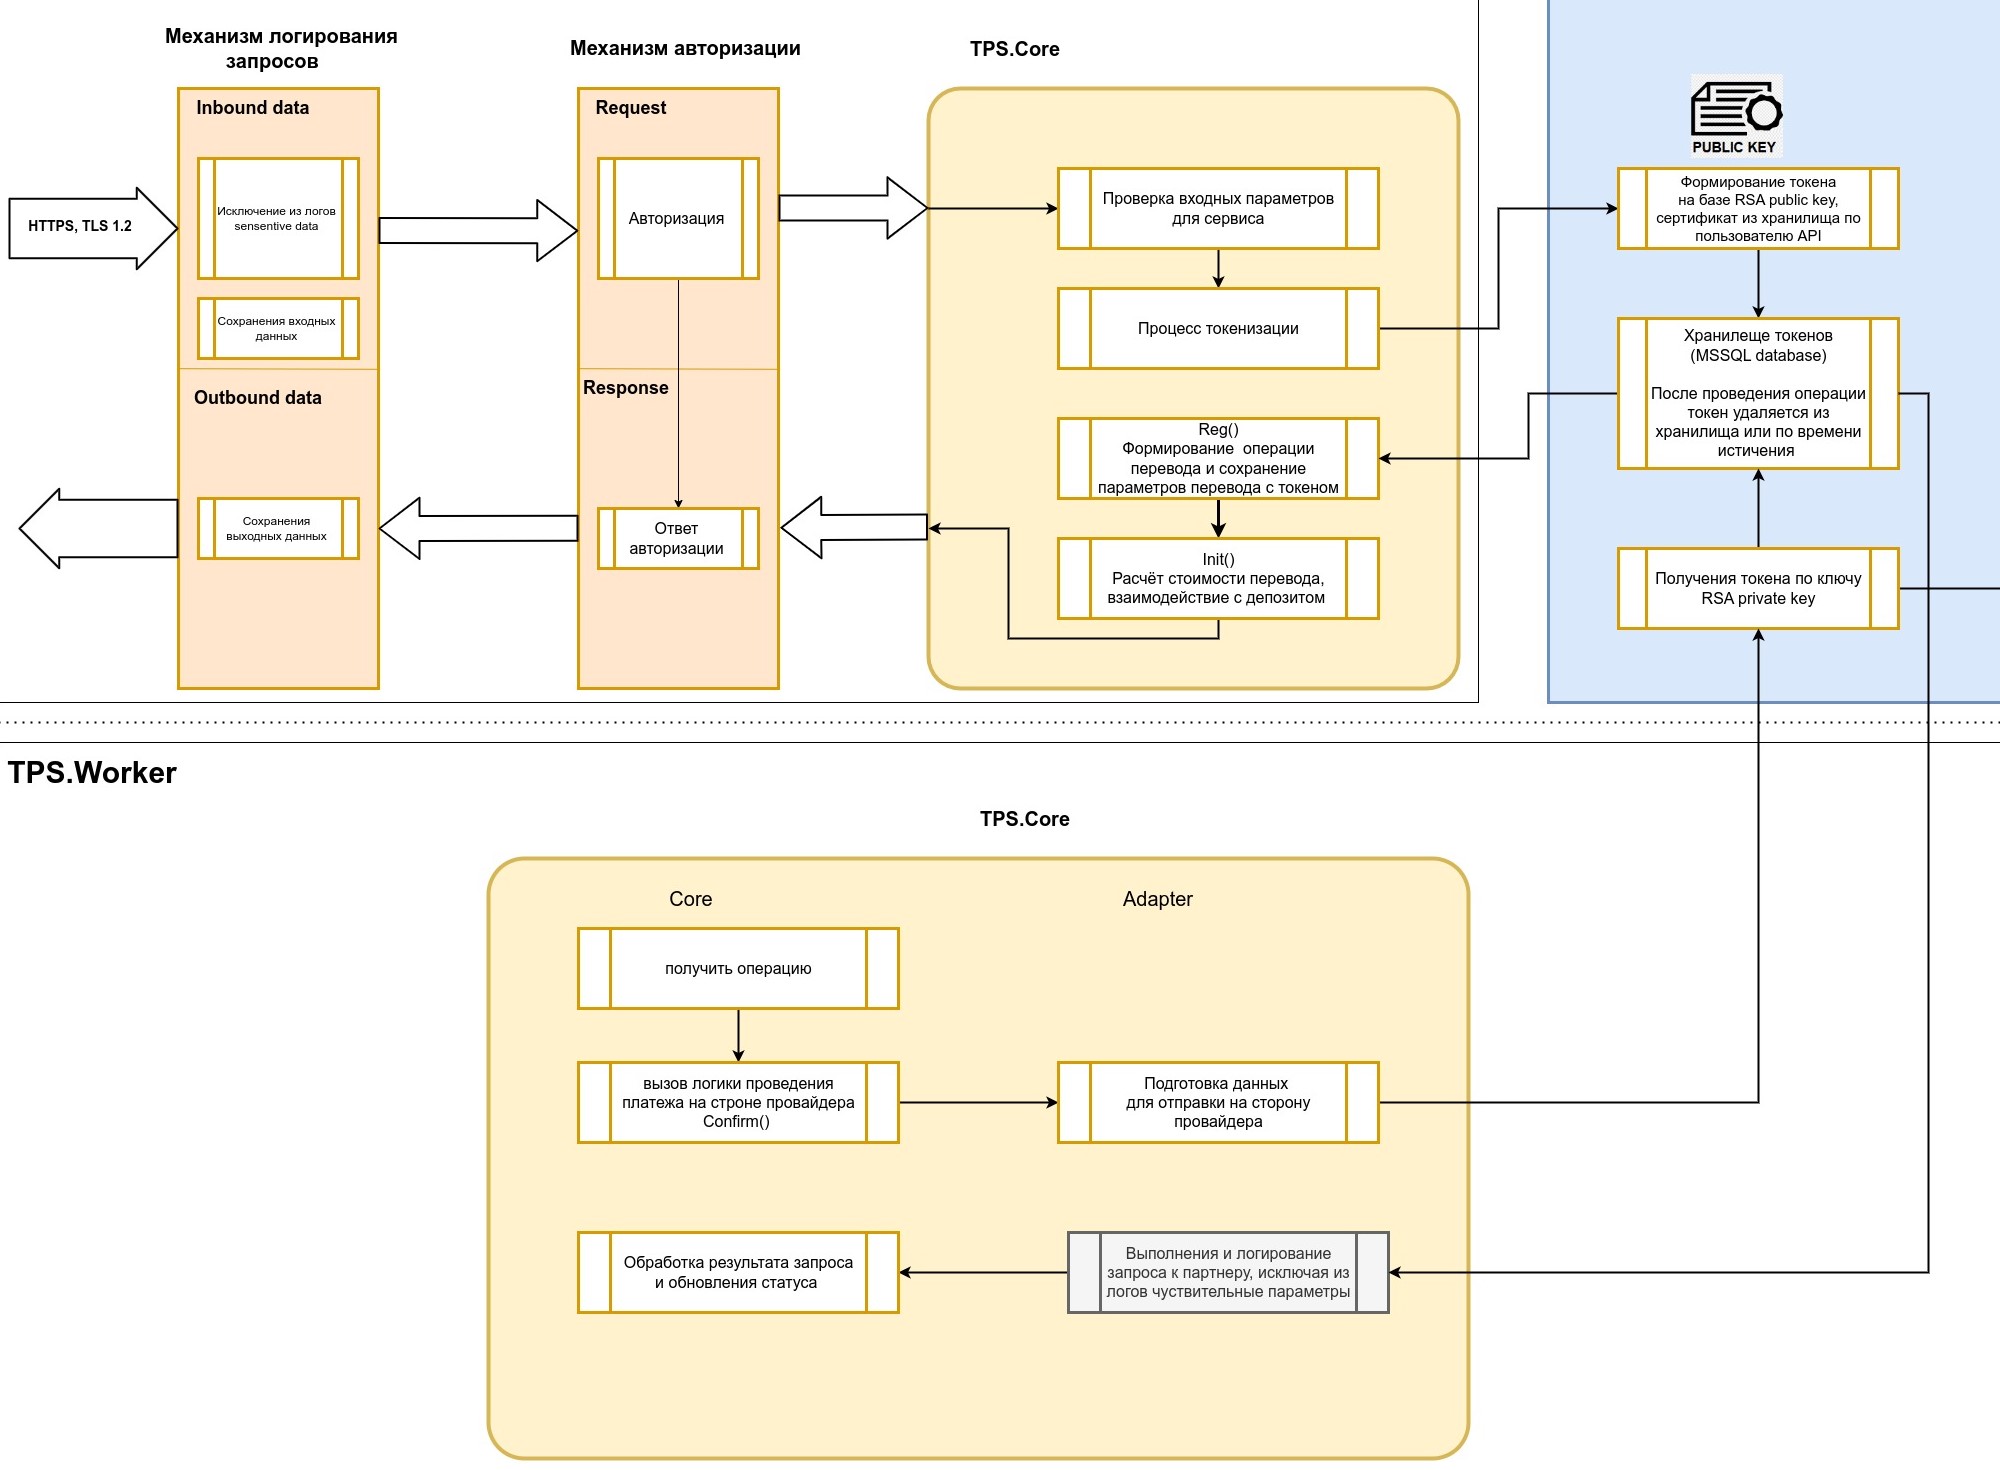 Механизм логирования
запросов
Механизм авторизации
TPS.Core
Inbound data
Request
PUBLIC KEY
HTTPS, TLS 1.2
Исключение из логов
sensentive data
Авторизация
Проверка входных параметров
для сервиса
Формирование токена
на базе RSA public key,
сертификат из хранилища по
пользователю API
Сохранения входных
данных
Процесс токенизации
Хранилеще токенов
(MSSQL database)
После проведения операции
токен удаляется из
хранилища или по времени
истичения
Outbound data
Response
Reg()
Формирование операции
перевода и сохранение
параметров перевода с токеном
Сохранения
выходных данных
Ответ
авторизации
Init()
Расчёт стоимости перевода,
взаимодействие с депозитом
Получения токена по ключу
RSA private key
TPS.Worker
TPS.Core
Core
Adapter
получить операцию
вызов логики проведения
платежа на строне провайдера
Confirm()
Подготовка данных
для отправки на сторону
провайдера
Обработка результата запроса
и обновления статуса
Выполнения и логирование
запроса к партнеру, исключая из
логов чуствительные параметры